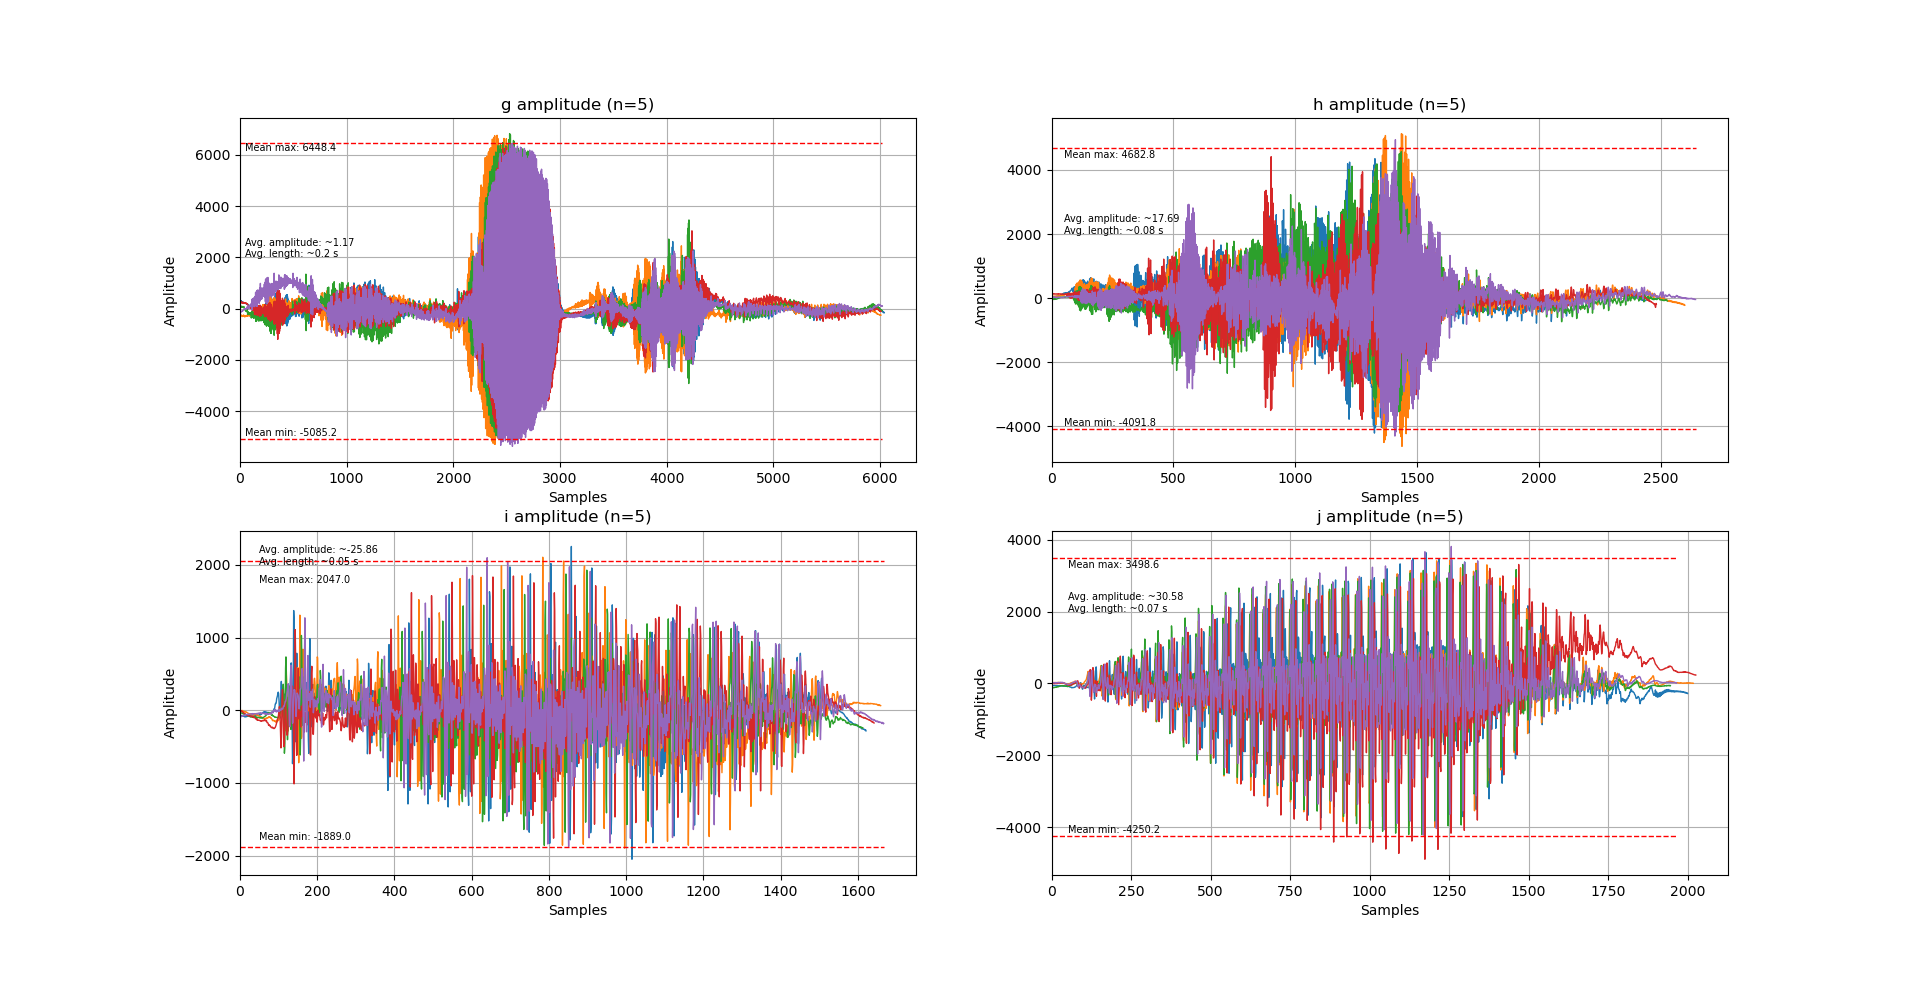 g amplitude (n=5)
6000
4000
2000
0
−2000
−4000
Amplitude
Mean max: 6448.4
Avg. amplitude: ~1.17
Avg. length: ~0.2 s
Mean min: -5085.2
0 1000 2000 3000 4000 5000 6000
Samples
h amplitude (n=5)
4000
2000
0
−2000
−4000
Amplitude
Mean max: 4682.8
Avg. amplitude: ~17.69
Avg. length: ~0.08 s
Mean min: -4091.8
0 500 1000 1500 2000 2500
Samples
i amplitude (n=5)
2000
1000
0
−1000
−2000
Amplitude
Avg. amplitude: ~-25.86
Avg. length: ~0.05 s
Mean max: 2047.0
Mean min: -1889.0
0 200 400 600 800 1000 1200 1400 1600
Samples
j amplitude (n=5)
4000
2000
0
−2000
−4000
Amplitude
Mean max: 3498.6
Avg. amplitude: ~30.58
Avg. length: ~0.07 s
Mean min: -4250.2
0 250 500 750 1000 1250 1500 1750 2000
Samples